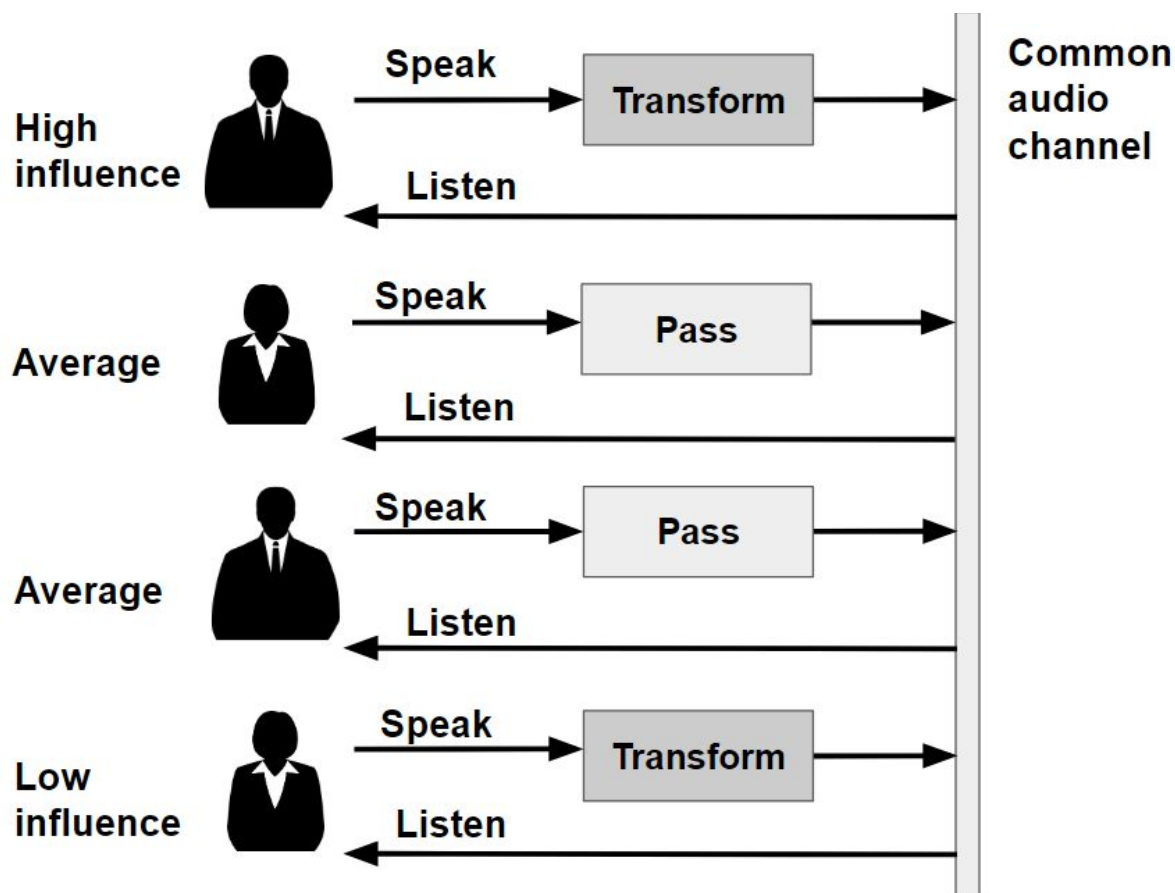 Speak
Transform
Common
audio
channel
High
influence
Listen
Speak
Pass
Average
Listen
Speak
Pass
Average
Listen
Speak
Transform
Low
influence
Listen